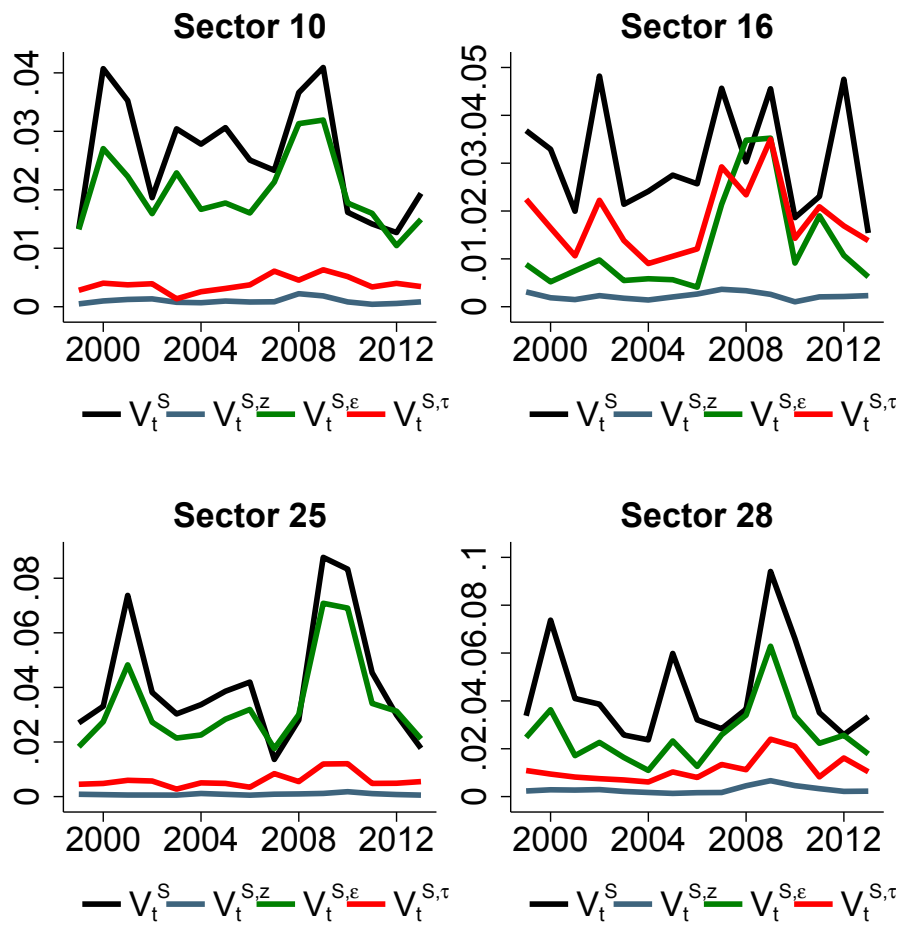 Sector 10 Sector 16
.04
.03
.02
.01
0
2000 2004 2008 2012
.05
.04
.03
.02
.01
0
2000 2004 2008 2012
V_t^S V_t^{S,z} V_t^{S,ε} V_t^{S,τ}
V_t^S V_t^{S,z} V_t^{S,ε} V_t^{S,τ}
Sector 25 Sector 28
.08
.06
.04
.02
0
2000 2004 2008 2012
.1
.08
.06
.04
.02
0
2000 2004 2008 2012
V_t^S V_t^{S,z} V_t^{S,ε} V_t^{S,τ}
V_t^S V_t^{S,z} V_t^{S,ε} V_t^{S,τ}